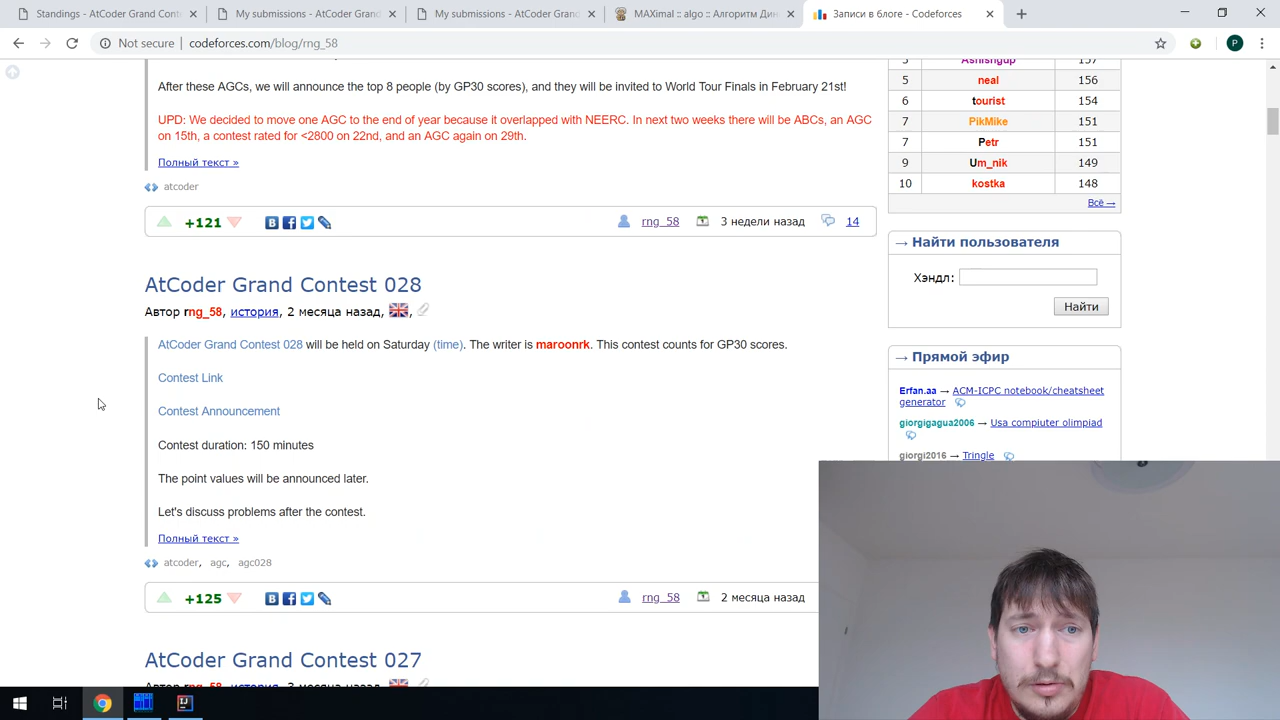 Standings - AtCoder Grand Cont
My submissions - AtCoder Grand
My submissions - AtCoder Grand
MAXimal :: algo :: Алгоритм Дин
Записи в блоге - Codeforces
Not secure
codeforces.com/blog/rng_58
P
After these AGCs, we will announce the top 8 people (by GP30 scores), and they will be invited to World Tour Finals in February 21st!
UPD: We decided to move one AGC to the end of year because it overlapped with NEERC. In next two weeks there will be ABCs, an AGC
on 15th, a contest rated for <2800 on 22nd, and an AGC again on 29th.
Полный текст »
atcoder
+121
rng_58
3 недели назад
14
AtCoder Grand Contest 028
Автор rng_58, история, 2 месяца назад,
AtCoder Grand Contest 028 will be held on Saturday (time). The writer is maroonrk. This contest counts for GP30 scores.
Contest Link
Contest Announcement
Contest duration: 150 minutes
The point values will be announced later.
Let's discuss problems after the contest.
Полный текст »
atcoder, agc, agc028
+125
rng_58
2 месяца назад
AtCoder Grand Contest 027
5 neal 156
6 tourist 154
7 PikMike 151
7 Petr 151
9 Um_nik 149
10 kostka 148
Всё →
→ Найти пользователя
Хэндл:
Найти
→ Прямой эфир
Erfan.aa → ACM-ICPC notebook/cheatsheet
generator
giorgigagua2006 → Usa compiuter olimpiad
giorgi2016 → Tringle